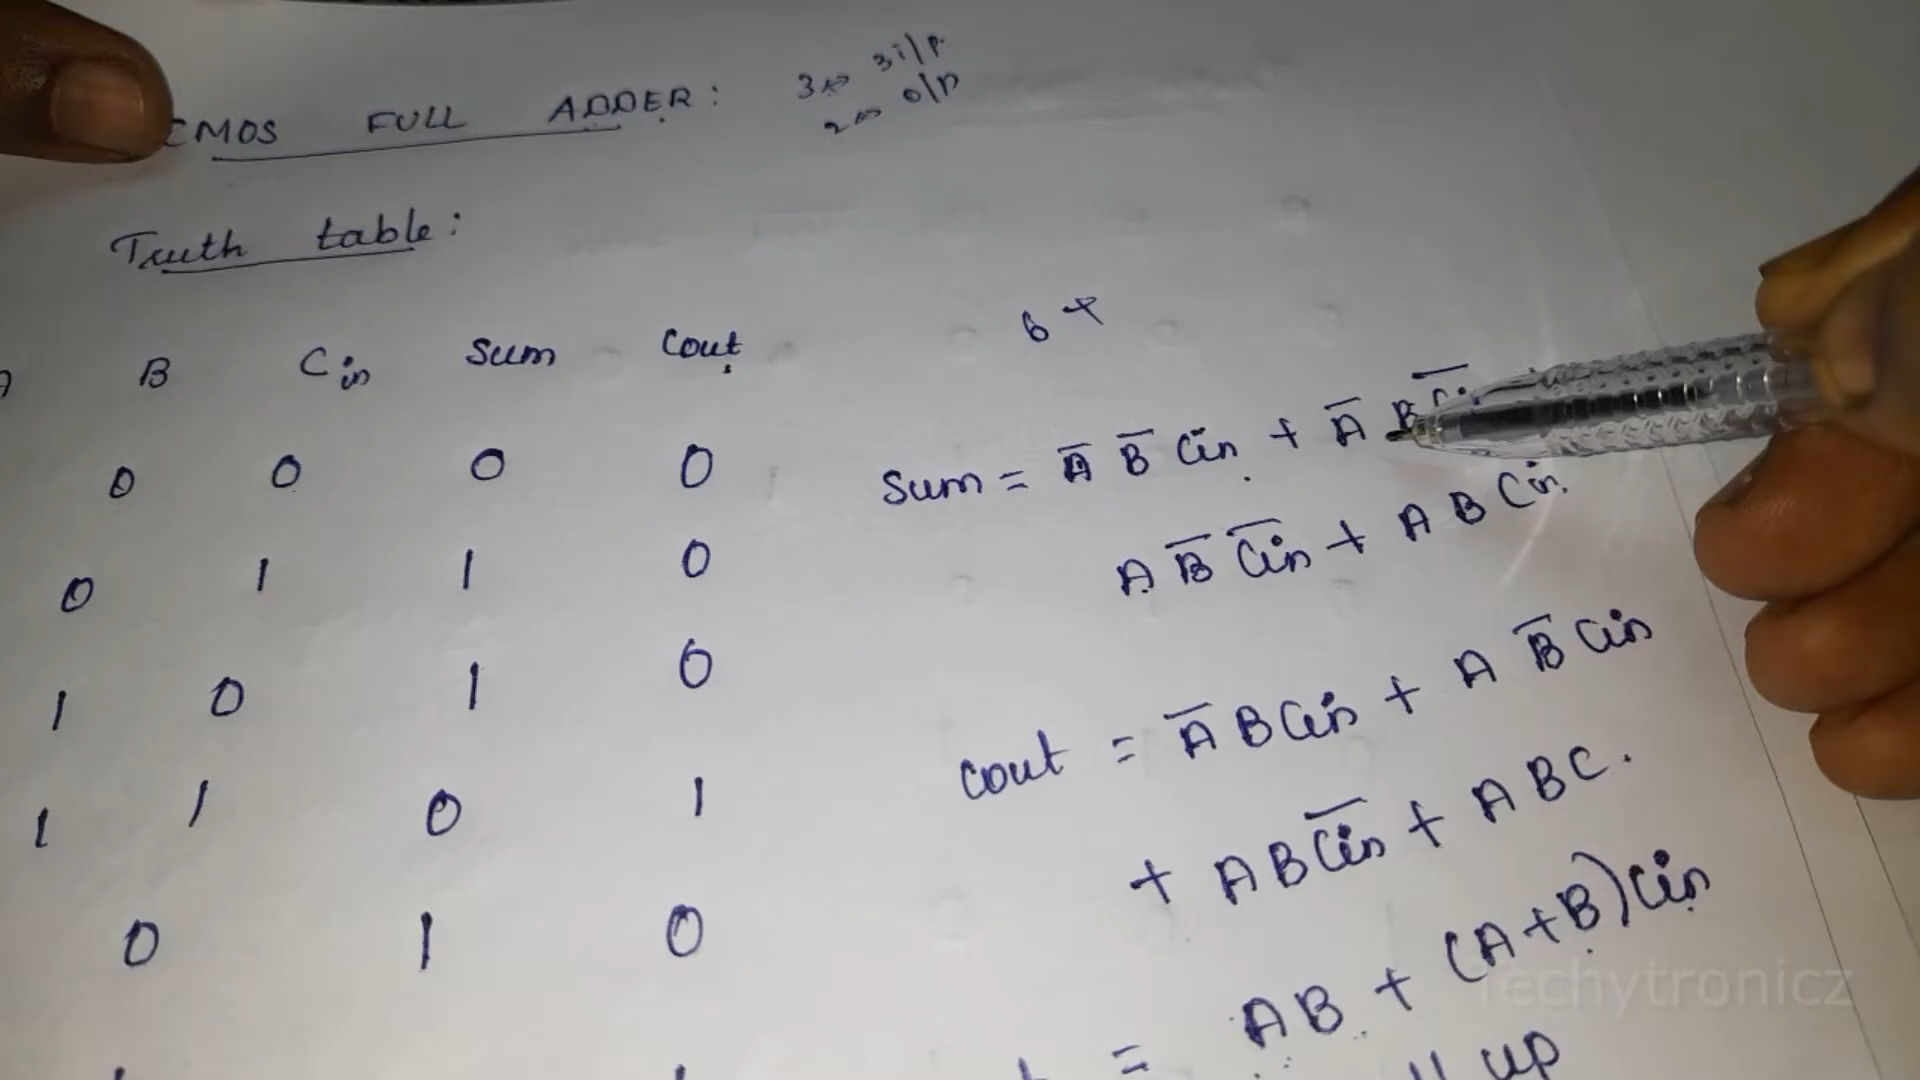 CMOS FULL ADDER: 3 3i/p
2 o/p
Truth table:
B Cin Sum Cout
6 +
0 0 0 0
Sum = A̅ B̅ Cin + A̅ B
0 1 1 0
A B̅ C̅i̅n̅ + A B Cin.
1 0 1 0
Cout = A̅ B Cin + A B̅ Cin
1 1 0 1
+ A B C̅i̅n̅ + A B C.
0 1 0
= AB + (A+B) Cin
up
Techytronicz